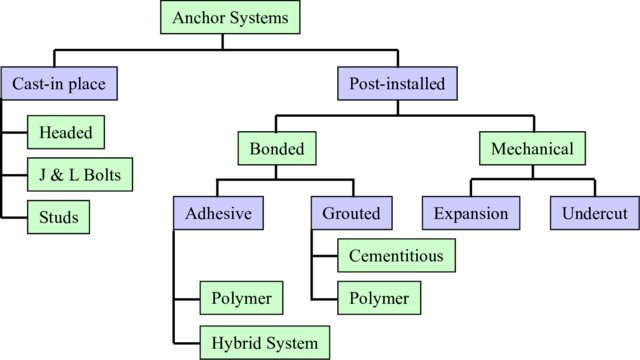 Anchor Systems
Cast-in place
Post-installed
Headed
J & L Bolts
Studs
Bonded
Mechanical
Adhesive
Grouted
Expansion
Undercut
Cementitious
Polymer
Polymer
Hybrid System